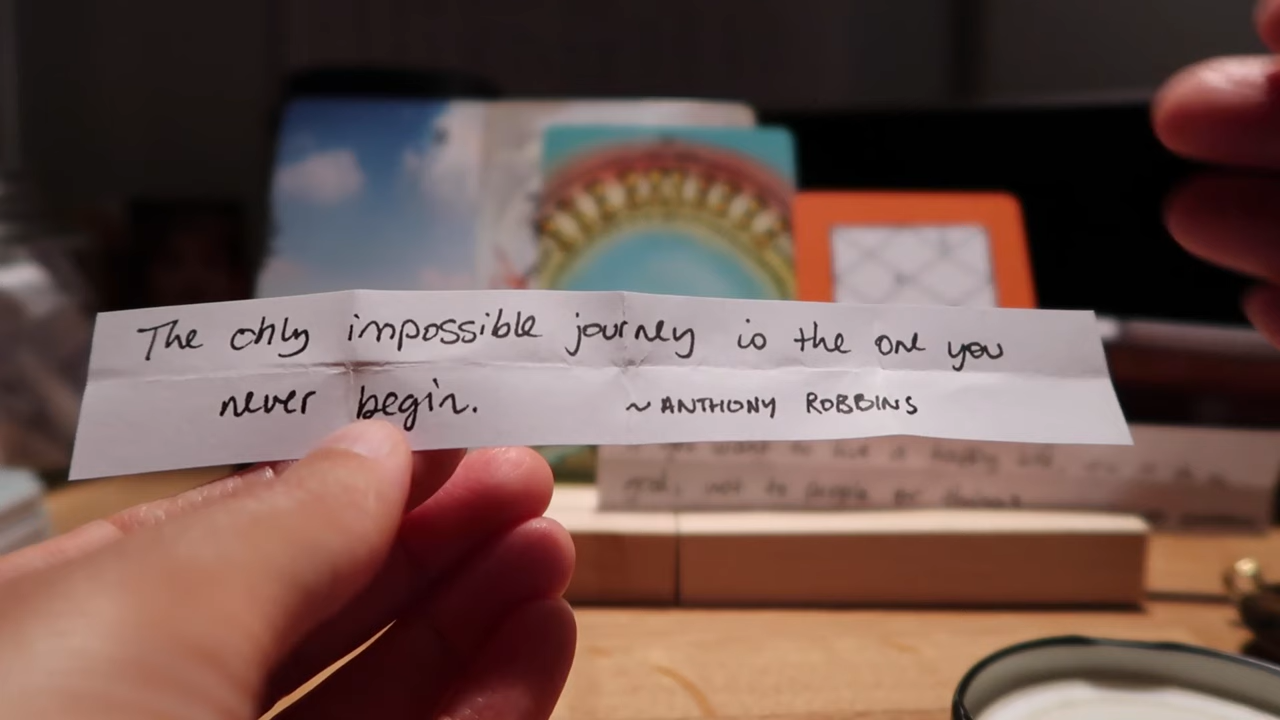 The only impossible journey is the one you
never begin. ~ANTHONY ROBBINS